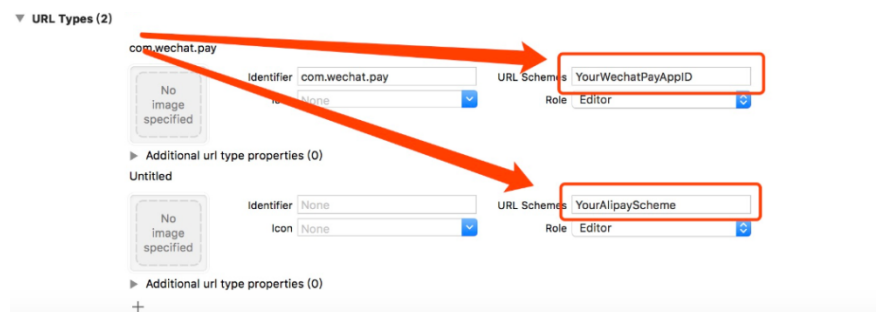 URL Types (2)
com.wechat.pay
No image specified
Identifier com.wechat.pay URL Schemes YourWechatPayAppID
None Role Editor
Additional url type properties (0)
Untitled
No image specified
Identifier None URL Schemes YourAlipayScheme
Icon None Role Editor
Additional url type properties (0)